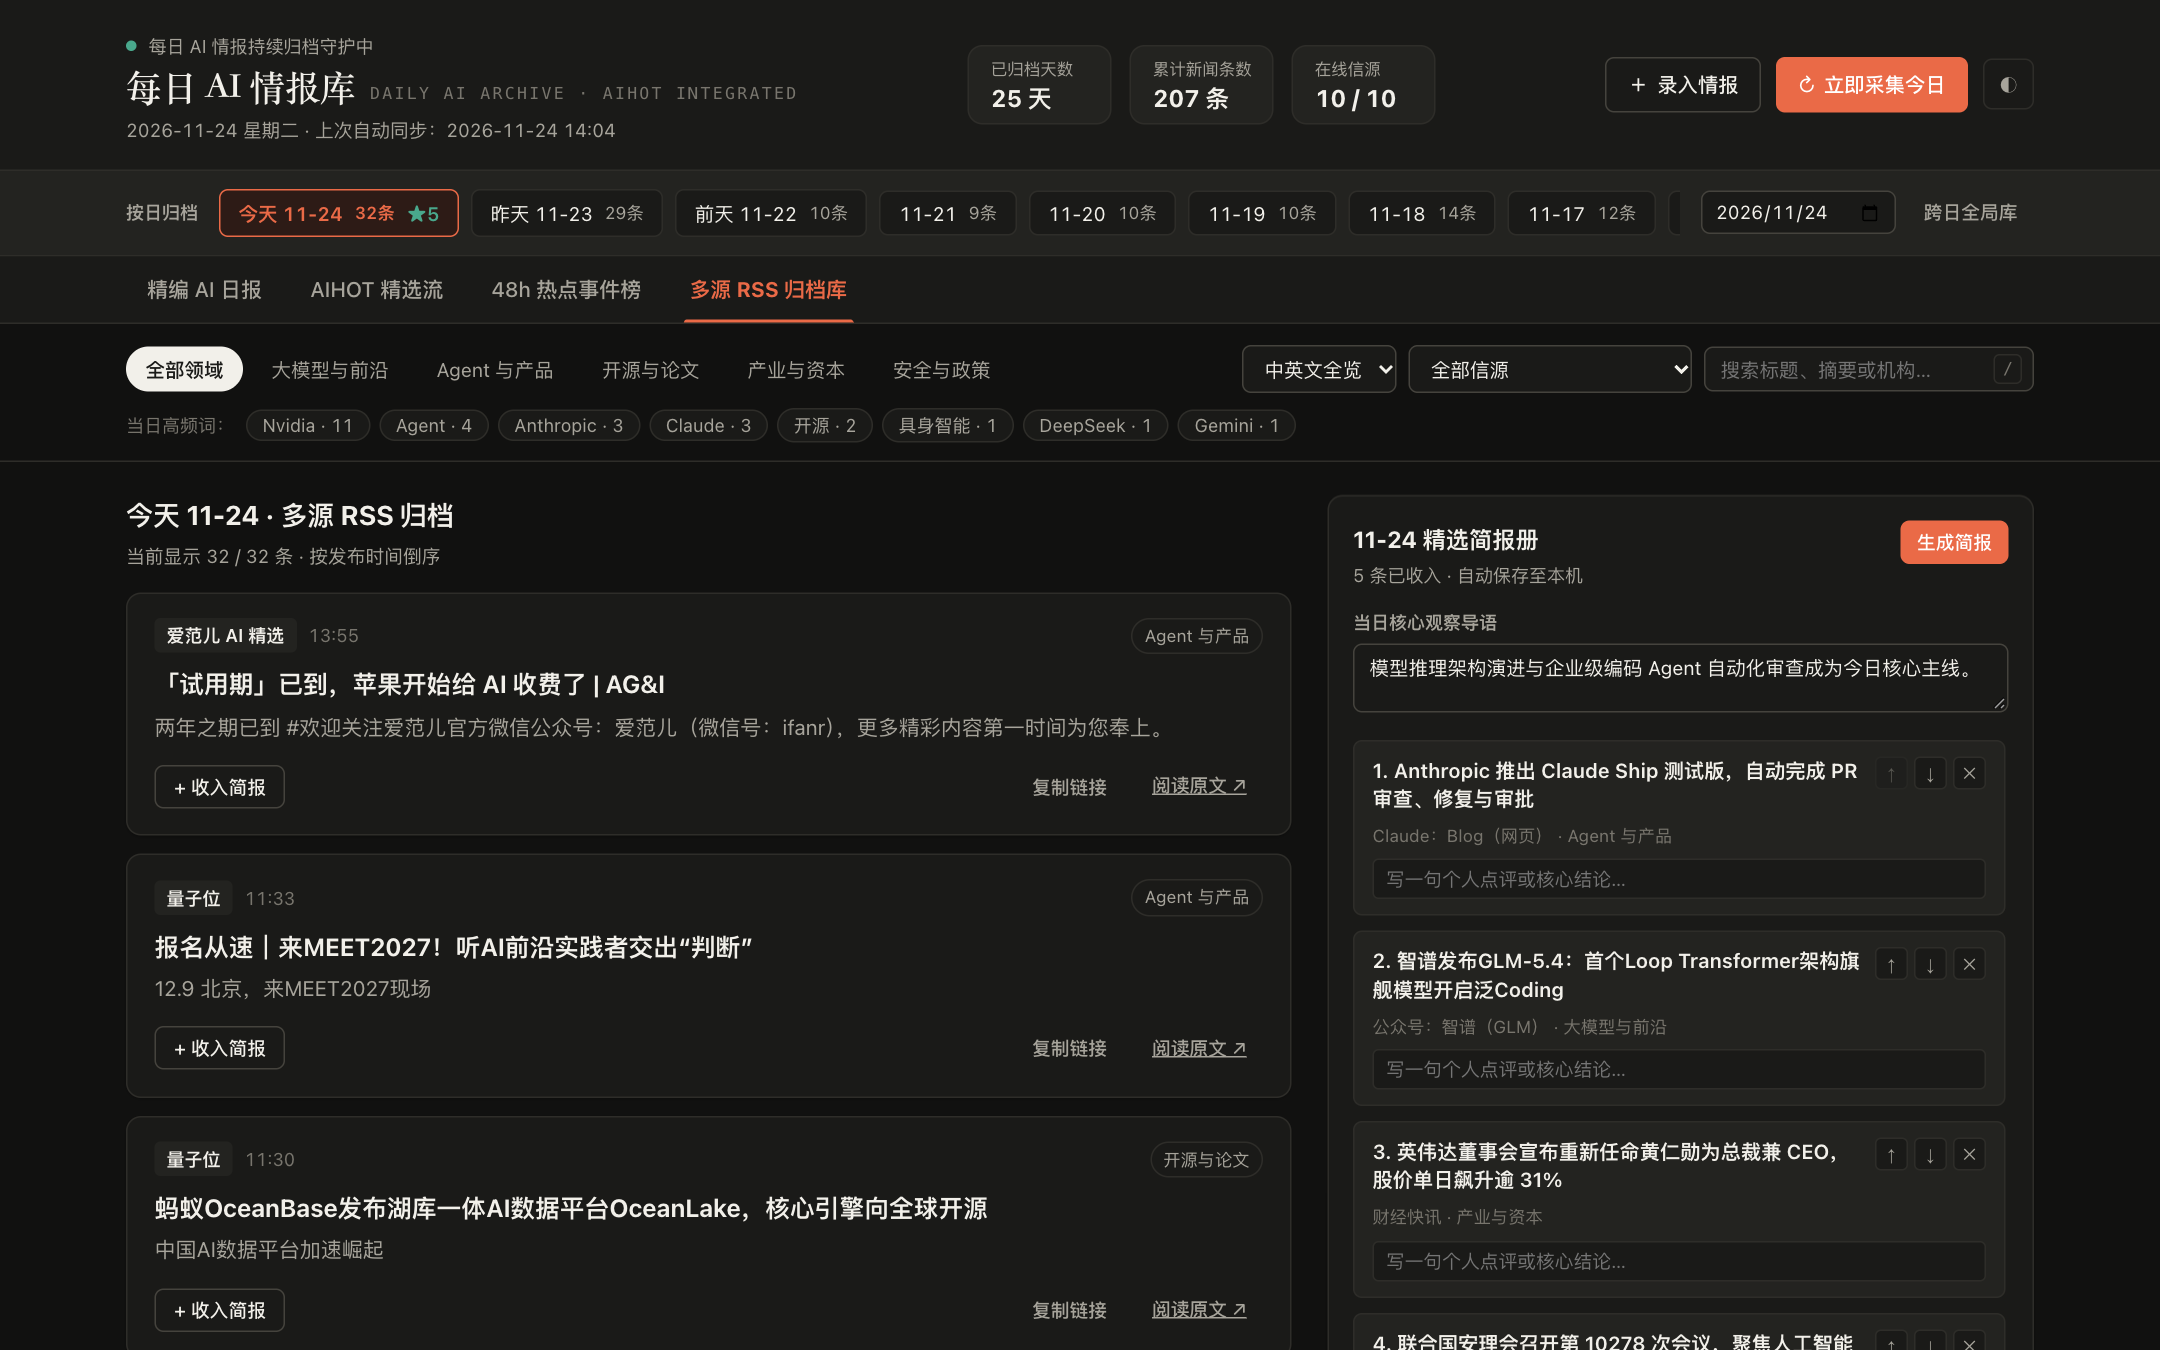 每日 AI 情报持续归档守护中
每日 AI 情报库 DAILY AI ARCHIVE · AIHOT INTEGRATED
2026-11-24 星期二 · 上次自动同步：2026-11-24 14:04
已归档天数
25 天
累计新闻条数
207 条
在线信源
10 / 10
+ 录入情报
↻ 立即采集今日
按日归档
今天 11-24 32条 ★5
昨天 11-23 29条
前天 11-22 10条
11-21 9条
11-20 10条
11-19 10条
11-18 14条
11-17 12条
2026/11/24
跨日全局库
精编 AI 日报
AIHOT 精选流
48h 热点事件榜
多源 RSS 归档库
全部领域
大模型与前沿
Agent 与产品
开源与论文
产业与资本
安全与政策
中英文全览
全部信源
搜索标题、摘要或机构... /
当日高频词：
Nvidia · 11
Agent · 4
Anthropic · 3
Claude · 3
开源 · 2
具身智能 · 1
DeepSeek · 1
Gemini · 1
今天 11-24 · 多源 RSS 归档
当前显示 32 / 32 条 · 按发布时间倒序
爱范儿 AI 精选 13:55
Agent 与产品
「试用期」已到，苹果开始给 AI 收费了 | AG&I
两年之期已到 #欢迎关注爱范儿官方微信公众号：爱范儿（微信号：ifanr），更多精彩内容第一时间为您奉上。
+ 收入简报
复制链接
阅读原文 ↗
量子位 11:33
Agent 与产品
报名从速｜来MEET2027！听AI前沿实践者交出“判断”
12.9 北京，来MEET2027现场
+ 收入简报
复制链接
阅读原文 ↗
量子位 11:30
开源与论文
蚂蚁OceanBase发布湖库一体AI数据平台OceanLake，核心引擎向全球开源
中国AI数据平台加速崛起
+ 收入简报
复制链接
阅读原文 ↗
11-24 精选简报册
5 条已收入 · 自动保存至本机
生成简报
当日核心观察导语
模型推理架构演进与企业级编码 Agent 自动化审查成为今日核心主线。
1. Anthropic 推出 Claude Ship 测试版，自动完成 PR
审查、修复与审批
↑ ↓ ×
Claude：Blog（网页） · Agent 与产品
写一句个人点评或核心结论...
2. 智谱发布GLM-5.4：首个Loop Transformer架构旗
舰模型开启泛Coding
↑ ↓ ×
公众号：智谱（GLM） · 大模型与前沿
写一句个人点评或核心结论...
3. 英伟达董事会宣布重新任命黄仁勋为总裁兼 CEO，
股价单日飙升逾 31%
↑ ↓ ×
财经快讯 · 产业与资本
写一句个人点评或核心结论...
4. 联合国安理会召开第 10278 次会议，聚焦人工智能
↑ ↓ ×